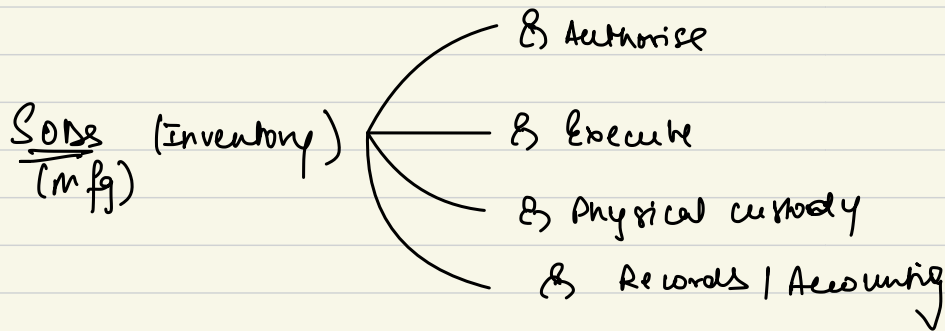 Authorise
SODs (Inventory)
(Mfg)
Execute
Physical custody
Records | Accounting